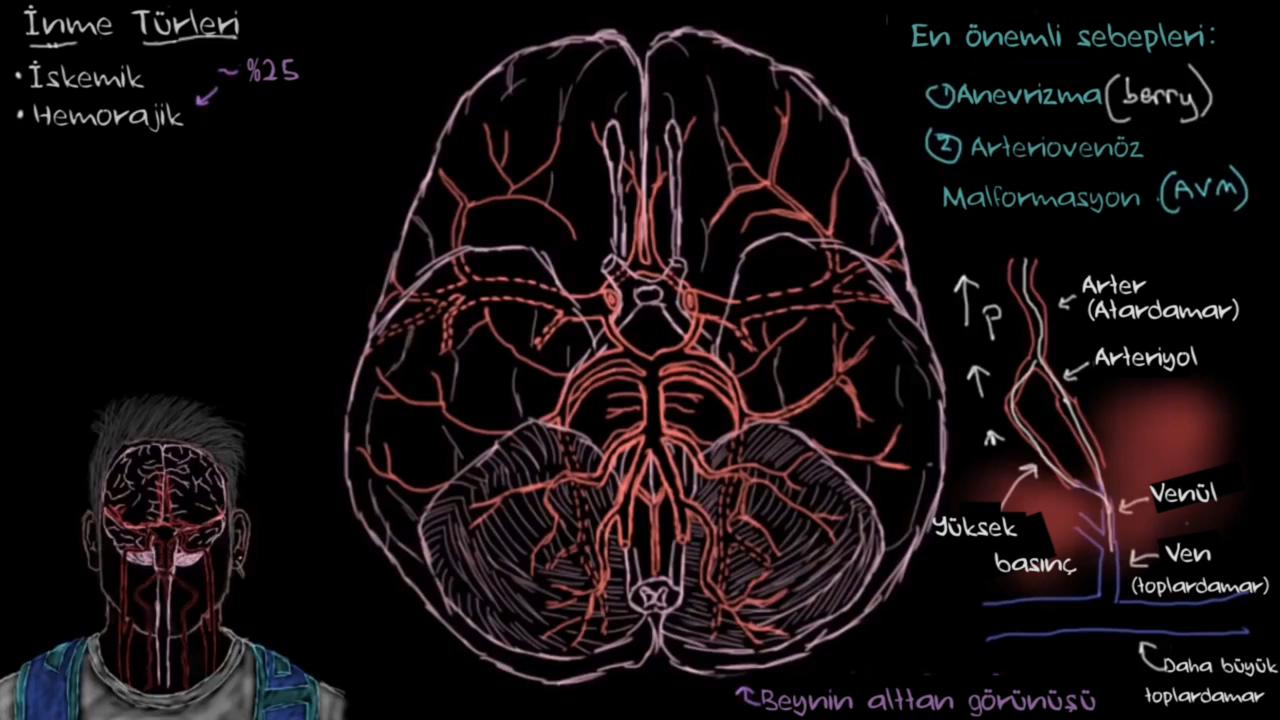 İnme Türleri
• İskemik
~ %25
• Hemorajik
En önemli sebepleri:
1 Anevrizma (berry)
2 Arteriovenöz
Malformasyon (AVM)
Arter
(Atardamar)
P
Arteriyol
Venül
Yüksek
basınç
Ven
(toplardamar)
Daha büyük
toplardamar
Beynin alttan görünüşü